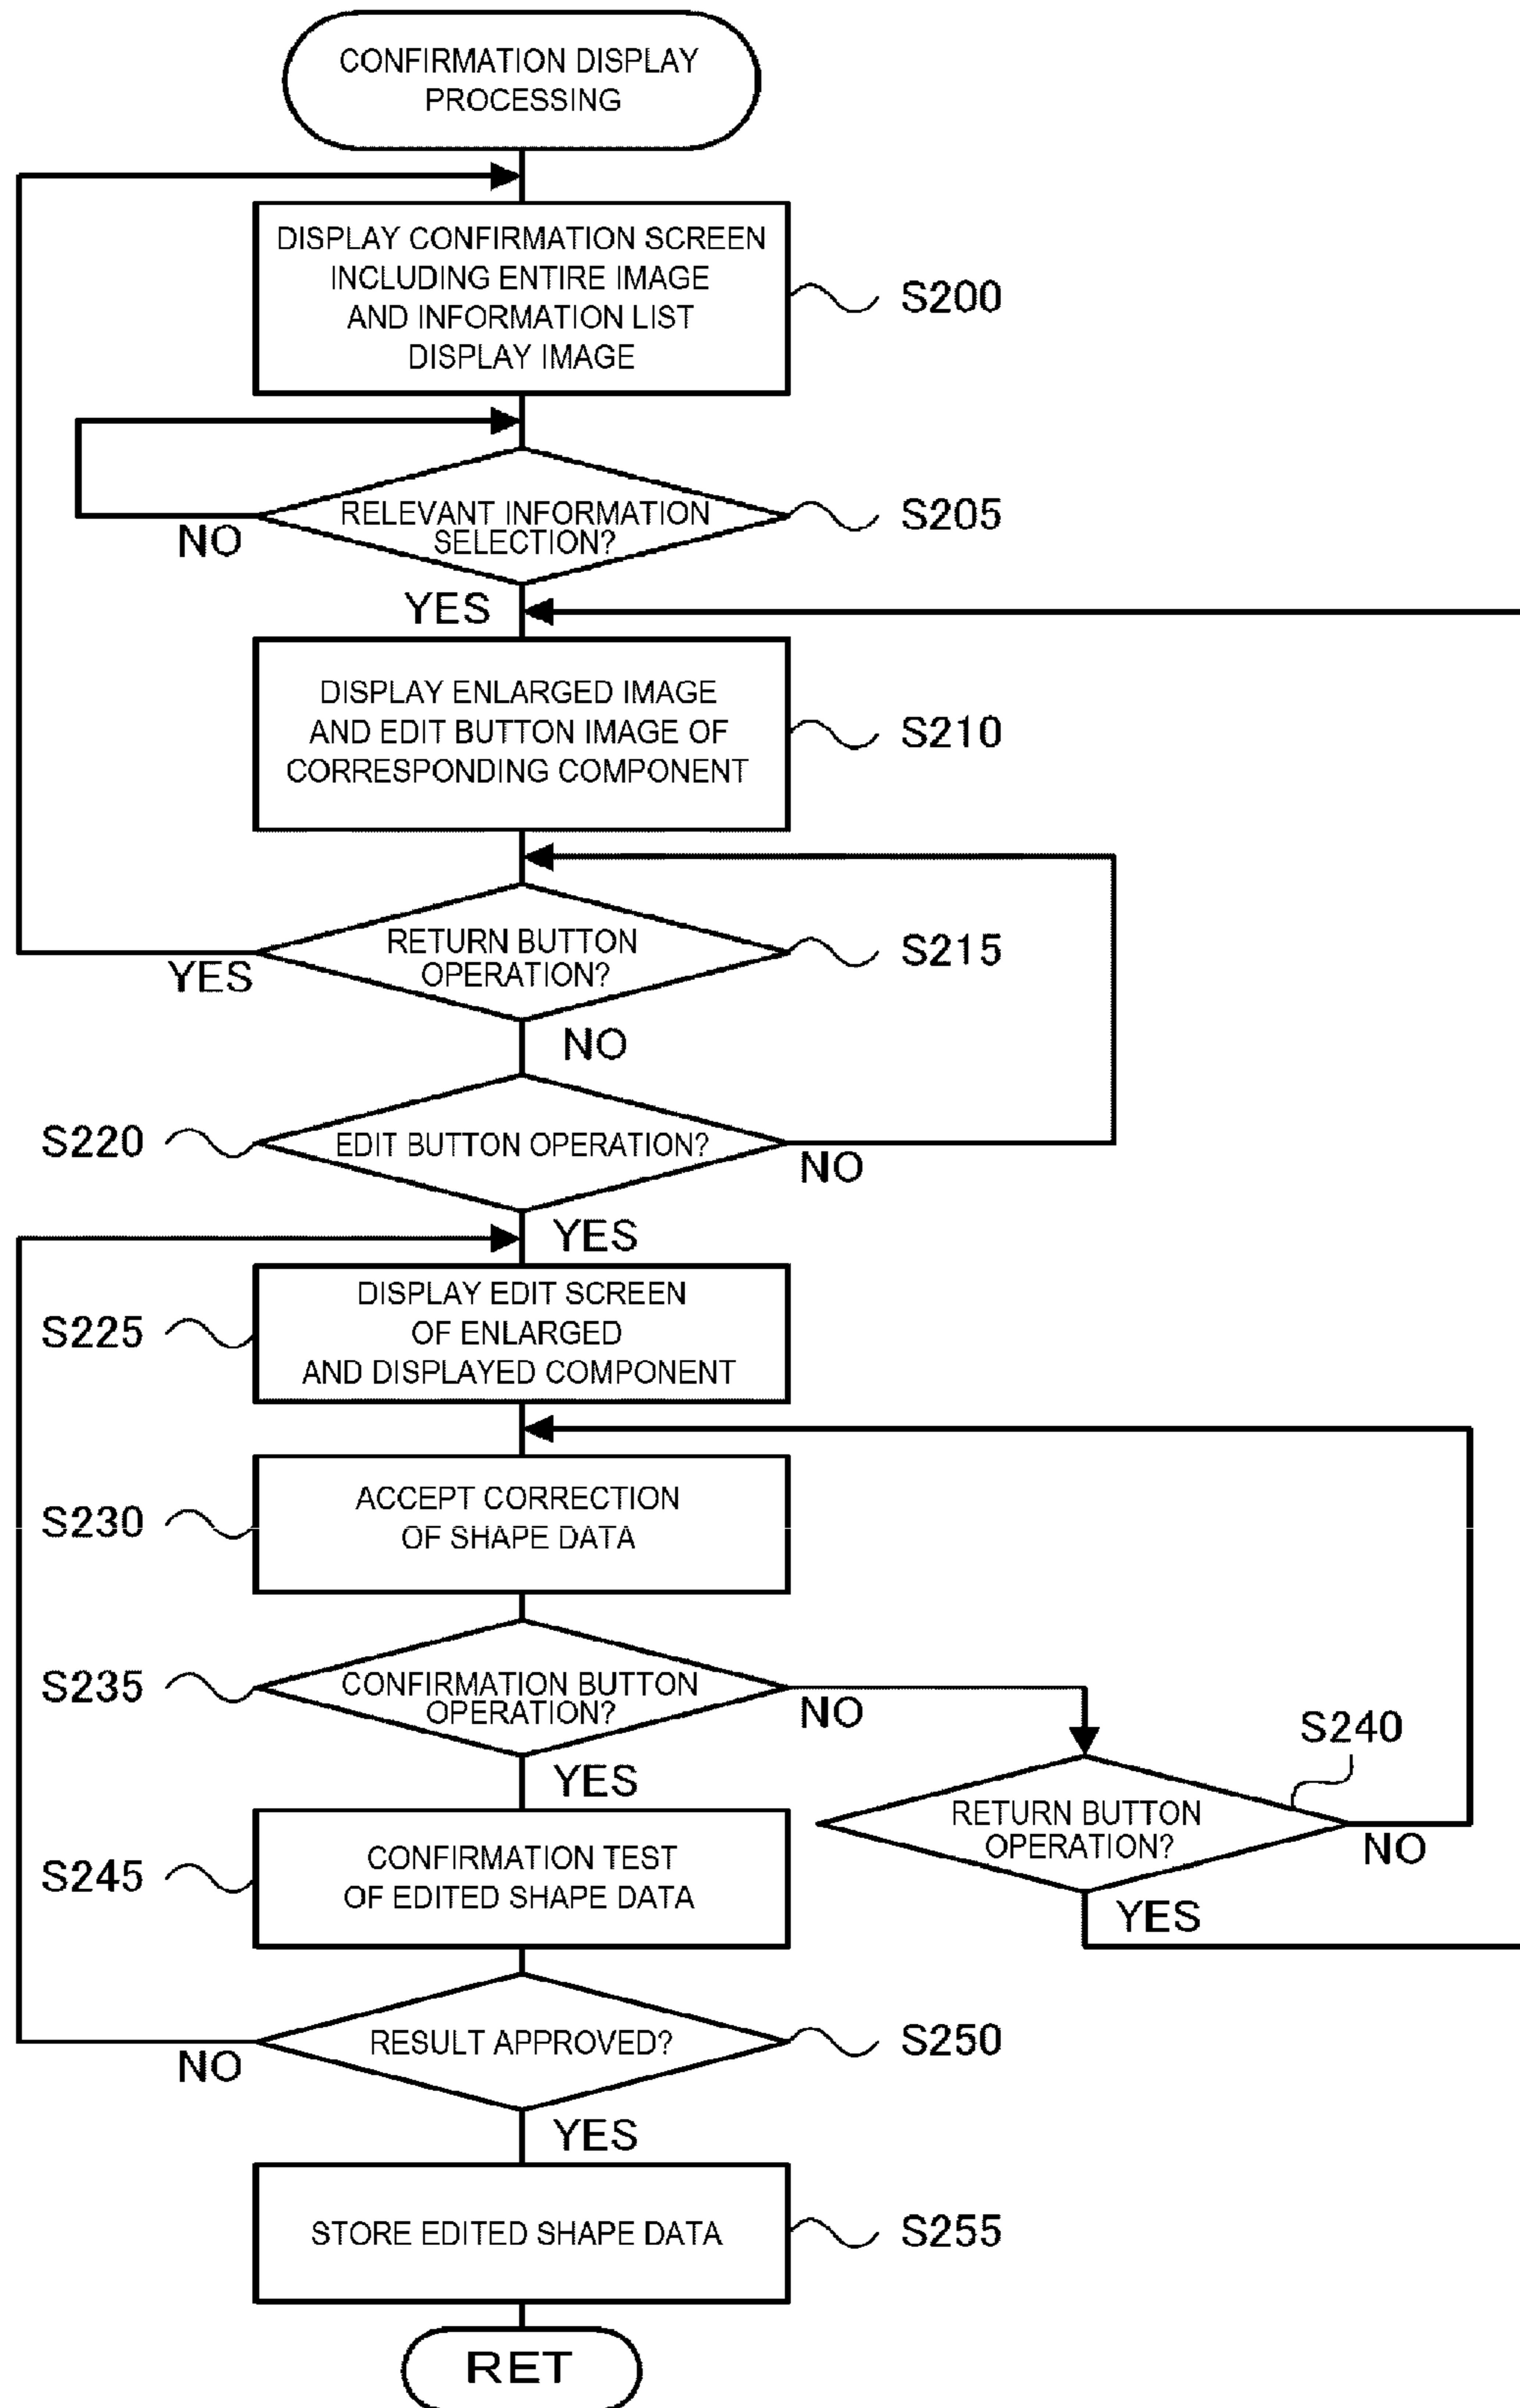 CONFIRMATION DISPLAY
PROCESSING
DISPLAY CONFIRMATION SCREEN
INCLUDING ENTIRE IMAGE
AND INFORMATION LIST
DISPLAY IMAGE
S200
RELEVANT INFORMATION
SELECTION?
S205
NO
YES
DISPLAY ENLARGED IMAGE
AND EDIT BUTTON IMAGE OF
CORRESPONDING COMPONENT
S210
RETURN BUTTON
OPERATION?
S215
YES
NO
S220
EDIT BUTTON OPERATION?
NO
YES
S225
DISPLAY EDIT SCREEN
OF ENLARGED
AND DISPLAYED COMPONENT
S230
ACCEPT CORRECTION
OF SHAPE DATA
S235
CONFIRMATION BUTTON
OPERATION?
NO
YES
S240
RETURN BUTTON
OPERATION?
NO
YES
S245
CONFIRMATION TEST
OF EDITED SHAPE DATA
RESULT APPROVED?
S250
NO
YES
STORE EDITED SHAPE DATA
S255
RET